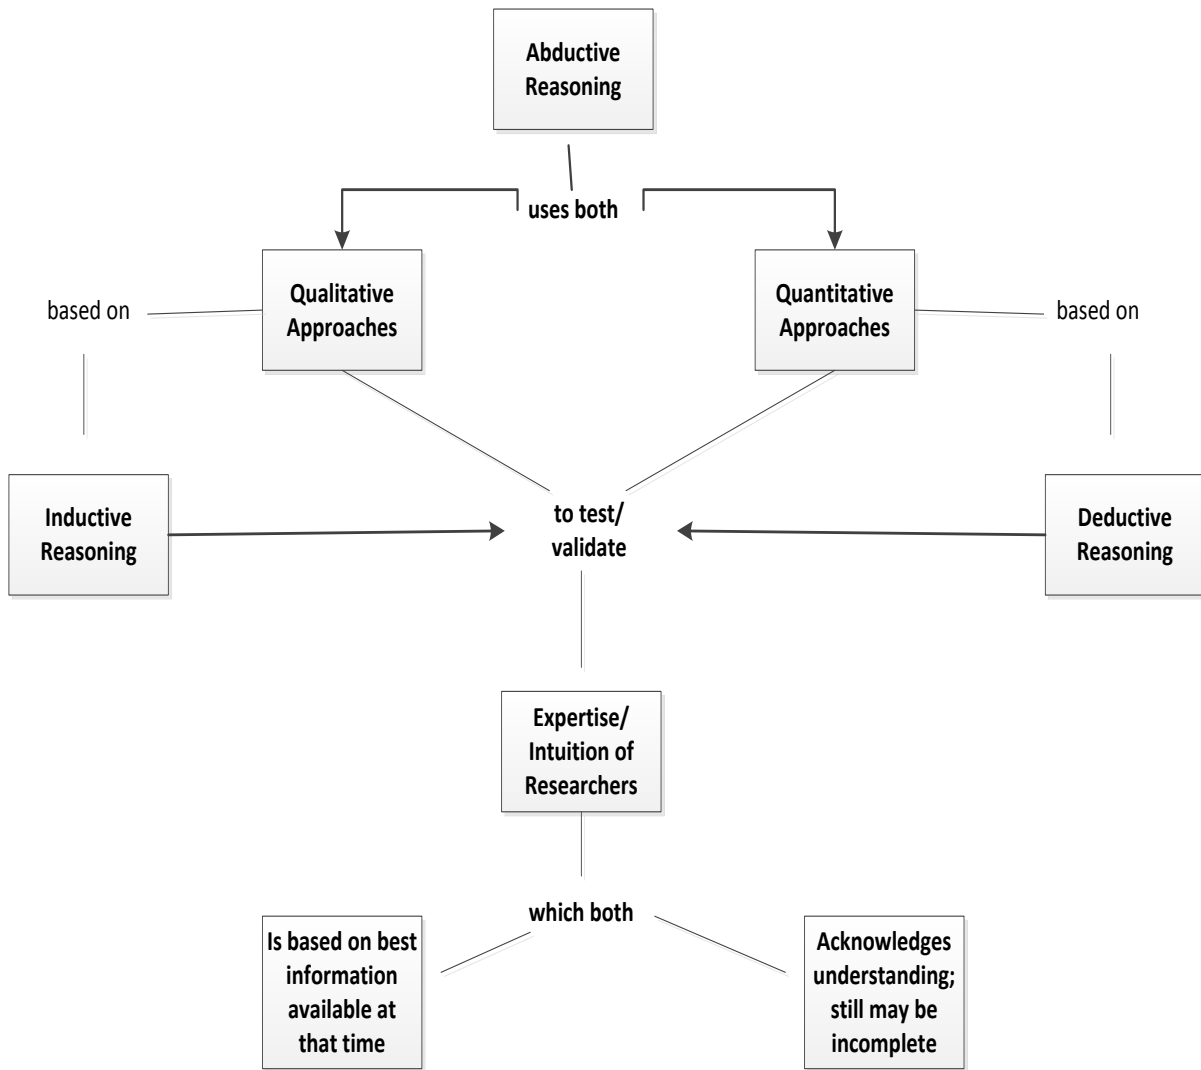 Abductive
Reasoning
uses both
Qualitative
Approaches
Quantitative
Approaches
based on
based on
Inductive
Reasoning
to test/
validate
Deductive
Reasoning
Expertise/
Intuition of
Researchers
which both
Is based on best
information
available at
that time
Acknowledges
understanding;
still may be
incomplete